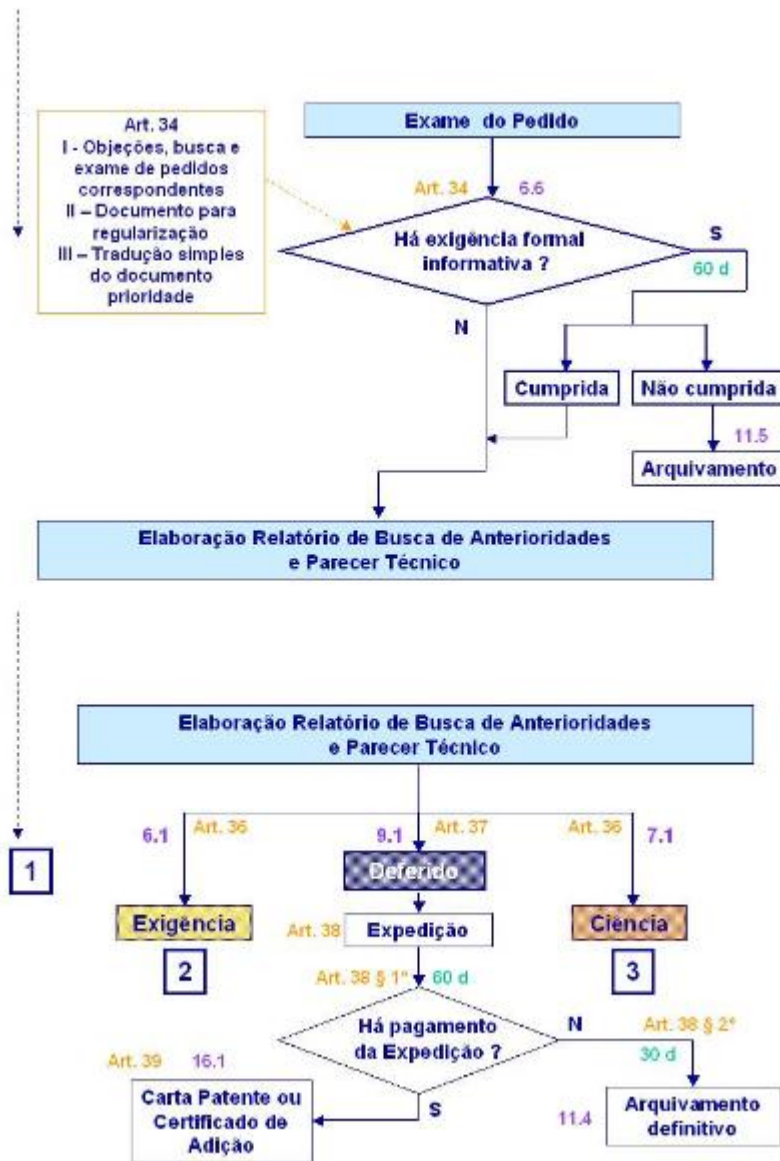 Exame do Pedido
Art. 34
I - Objeções, busca e
exame de pedidos
correspondentes
II – Documento para
regularização
III – Tradução simples
do documento
prioridade
Art. 34
6.6
Há exigência formal
informativa ?
S
60 d
N
Cumprida
Não cumprida
11.5
Arquivamento
Elaboração Relatório de Busca de Anterioridades
e Parecer Técnico
Elaboração Relatório de Busca de Anterioridades
e Parecer Técnico
6.1
Art. 36
9.1
Art. 37
Art. 36
7.1
1
Deferido
Exigência
Art. 38
Expedição
Ciência
2
3
Art. 38 § 1°
60 d
Há pagamento
da Expedição ?
N
Art. 38 § 2°
30 d
Art. 39
16.1
S
Carta Patente ou
Certificado de
Adição
11.4
Arquivamento
definitivo